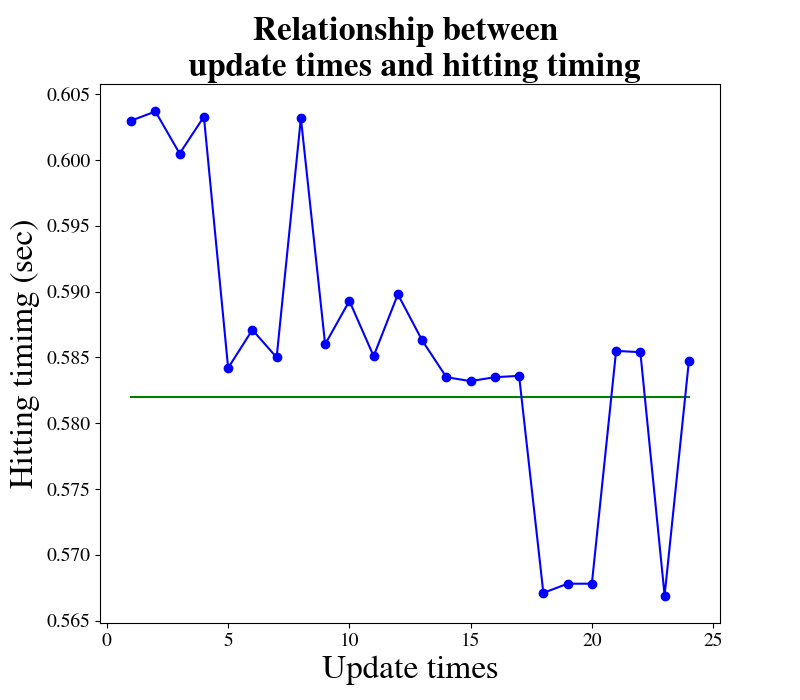 Relationship between
update times and hitting timing
0.605
0.600
0.595
0.590
0.585
0.580
0.575
0.570
0.565
Hitting timimg (sec)
0 5 10 15 20 25
Update times